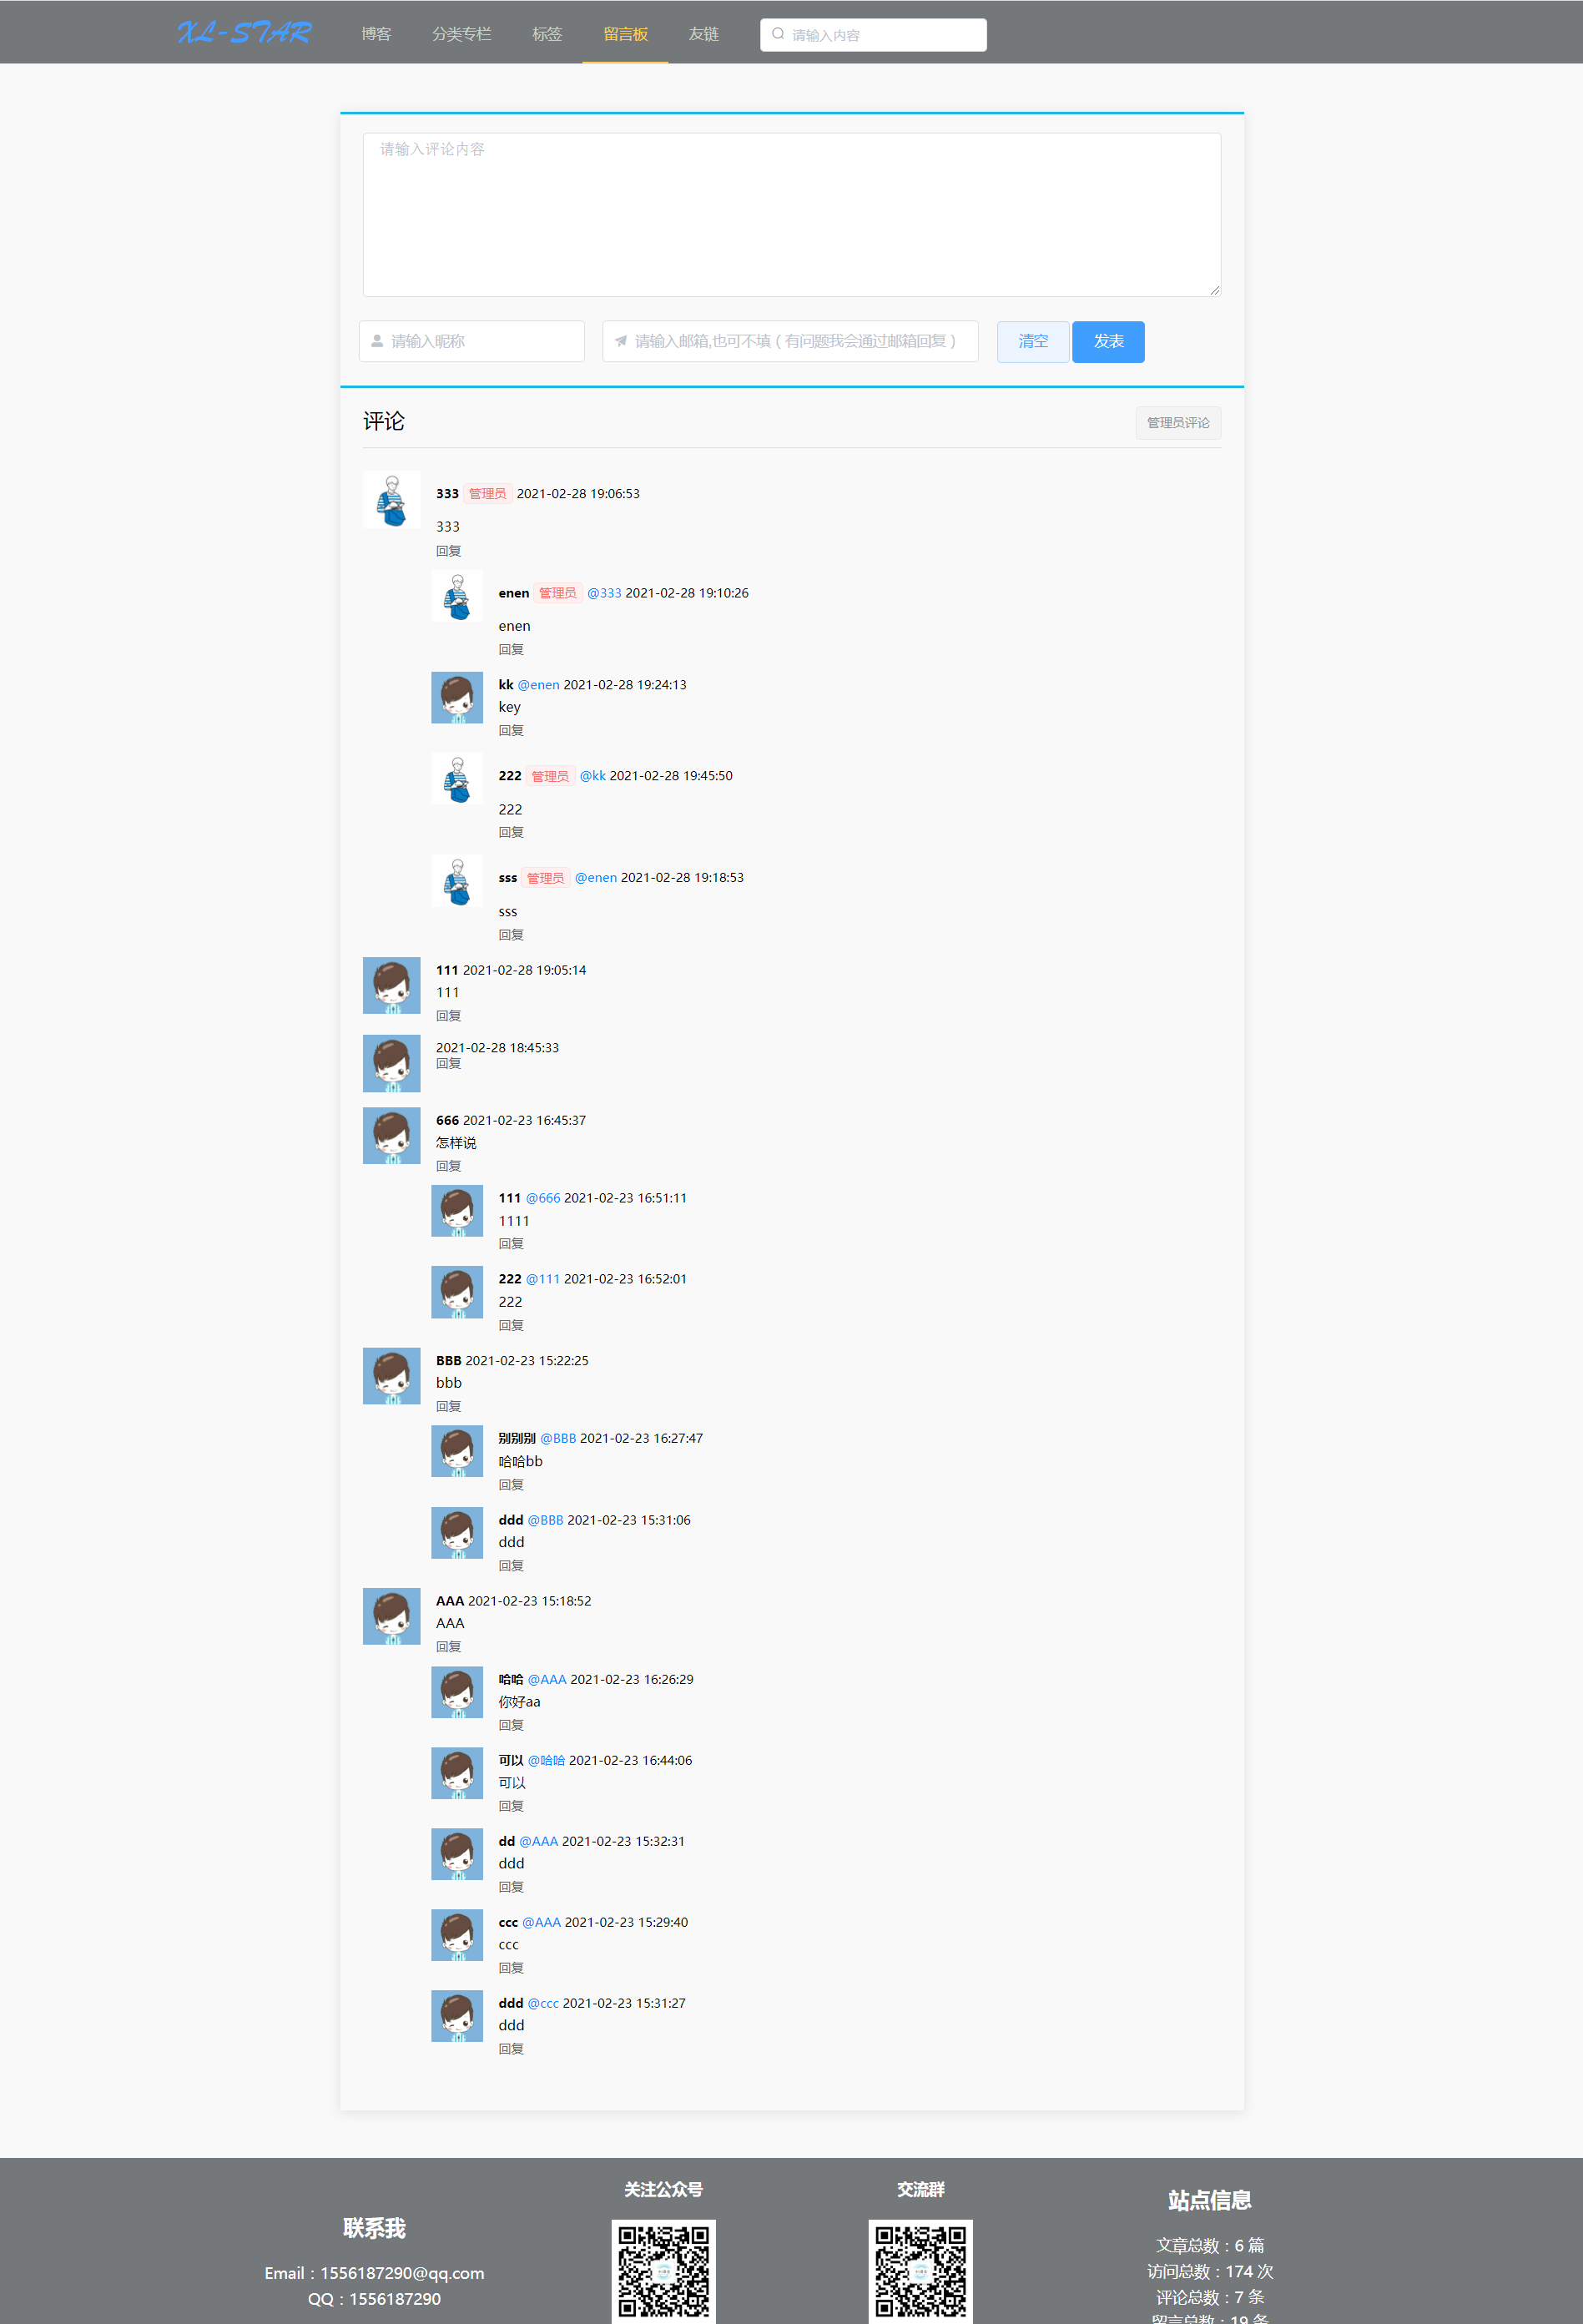 XL-STAR 博客 分类专栏 标签 留言板 友链 请输入内容
请输入评论内容
请输入昵称 请输入邮箱,也可不填（有问题我会通过邮箱回复） 清空 发表
评论 管理员评论
333 管理员 2021-02-28 19:06:53
333
回复
enen 管理员 @333 2021-02-28 19:10:26
enen
回复
kk @enen 2021-02-28 19:24:13
key
回复
222 管理员 @kk 2021-02-28 19:45:50
222
回复
sss 管理员 @enen 2021-02-28 19:18:53
sss
回复
111 2021-02-28 19:05:14
111
回复
2021-02-28 18:45:33
回复
666 2021-02-23 16:45:37
怎样说
回复
111 @666 2021-02-23 16:51:11
1111
回复
222 @111 2021-02-23 16:52:01
222
回复
BBB 2021-02-23 15:22:25
bbb
回复
别别别 @BBB 2021-02-23 16:27:47
哈哈bb
回复
ddd @BBB 2021-02-23 15:31:06
ddd
回复
AAA 2021-02-23 15:18:52
AAA
回复
哈哈 @AAA 2021-02-23 16:26:29
你好aa
回复
可以 @哈哈 2021-02-23 16:44:06
可以
回复
dd @AAA 2021-02-23 15:32:31
ddd
回复
ccc @AAA 2021-02-23 15:29:40
ccc
回复
ddd @ccc 2021-02-23 15:31:27
ddd
回复
联系我
Email：1556187290@qq.com
QQ：1556187290
关注公众号
交流群
站点信息
文章总数：6 篇
访问总数：174 次
评论总数：7 条
留言总数：19 条